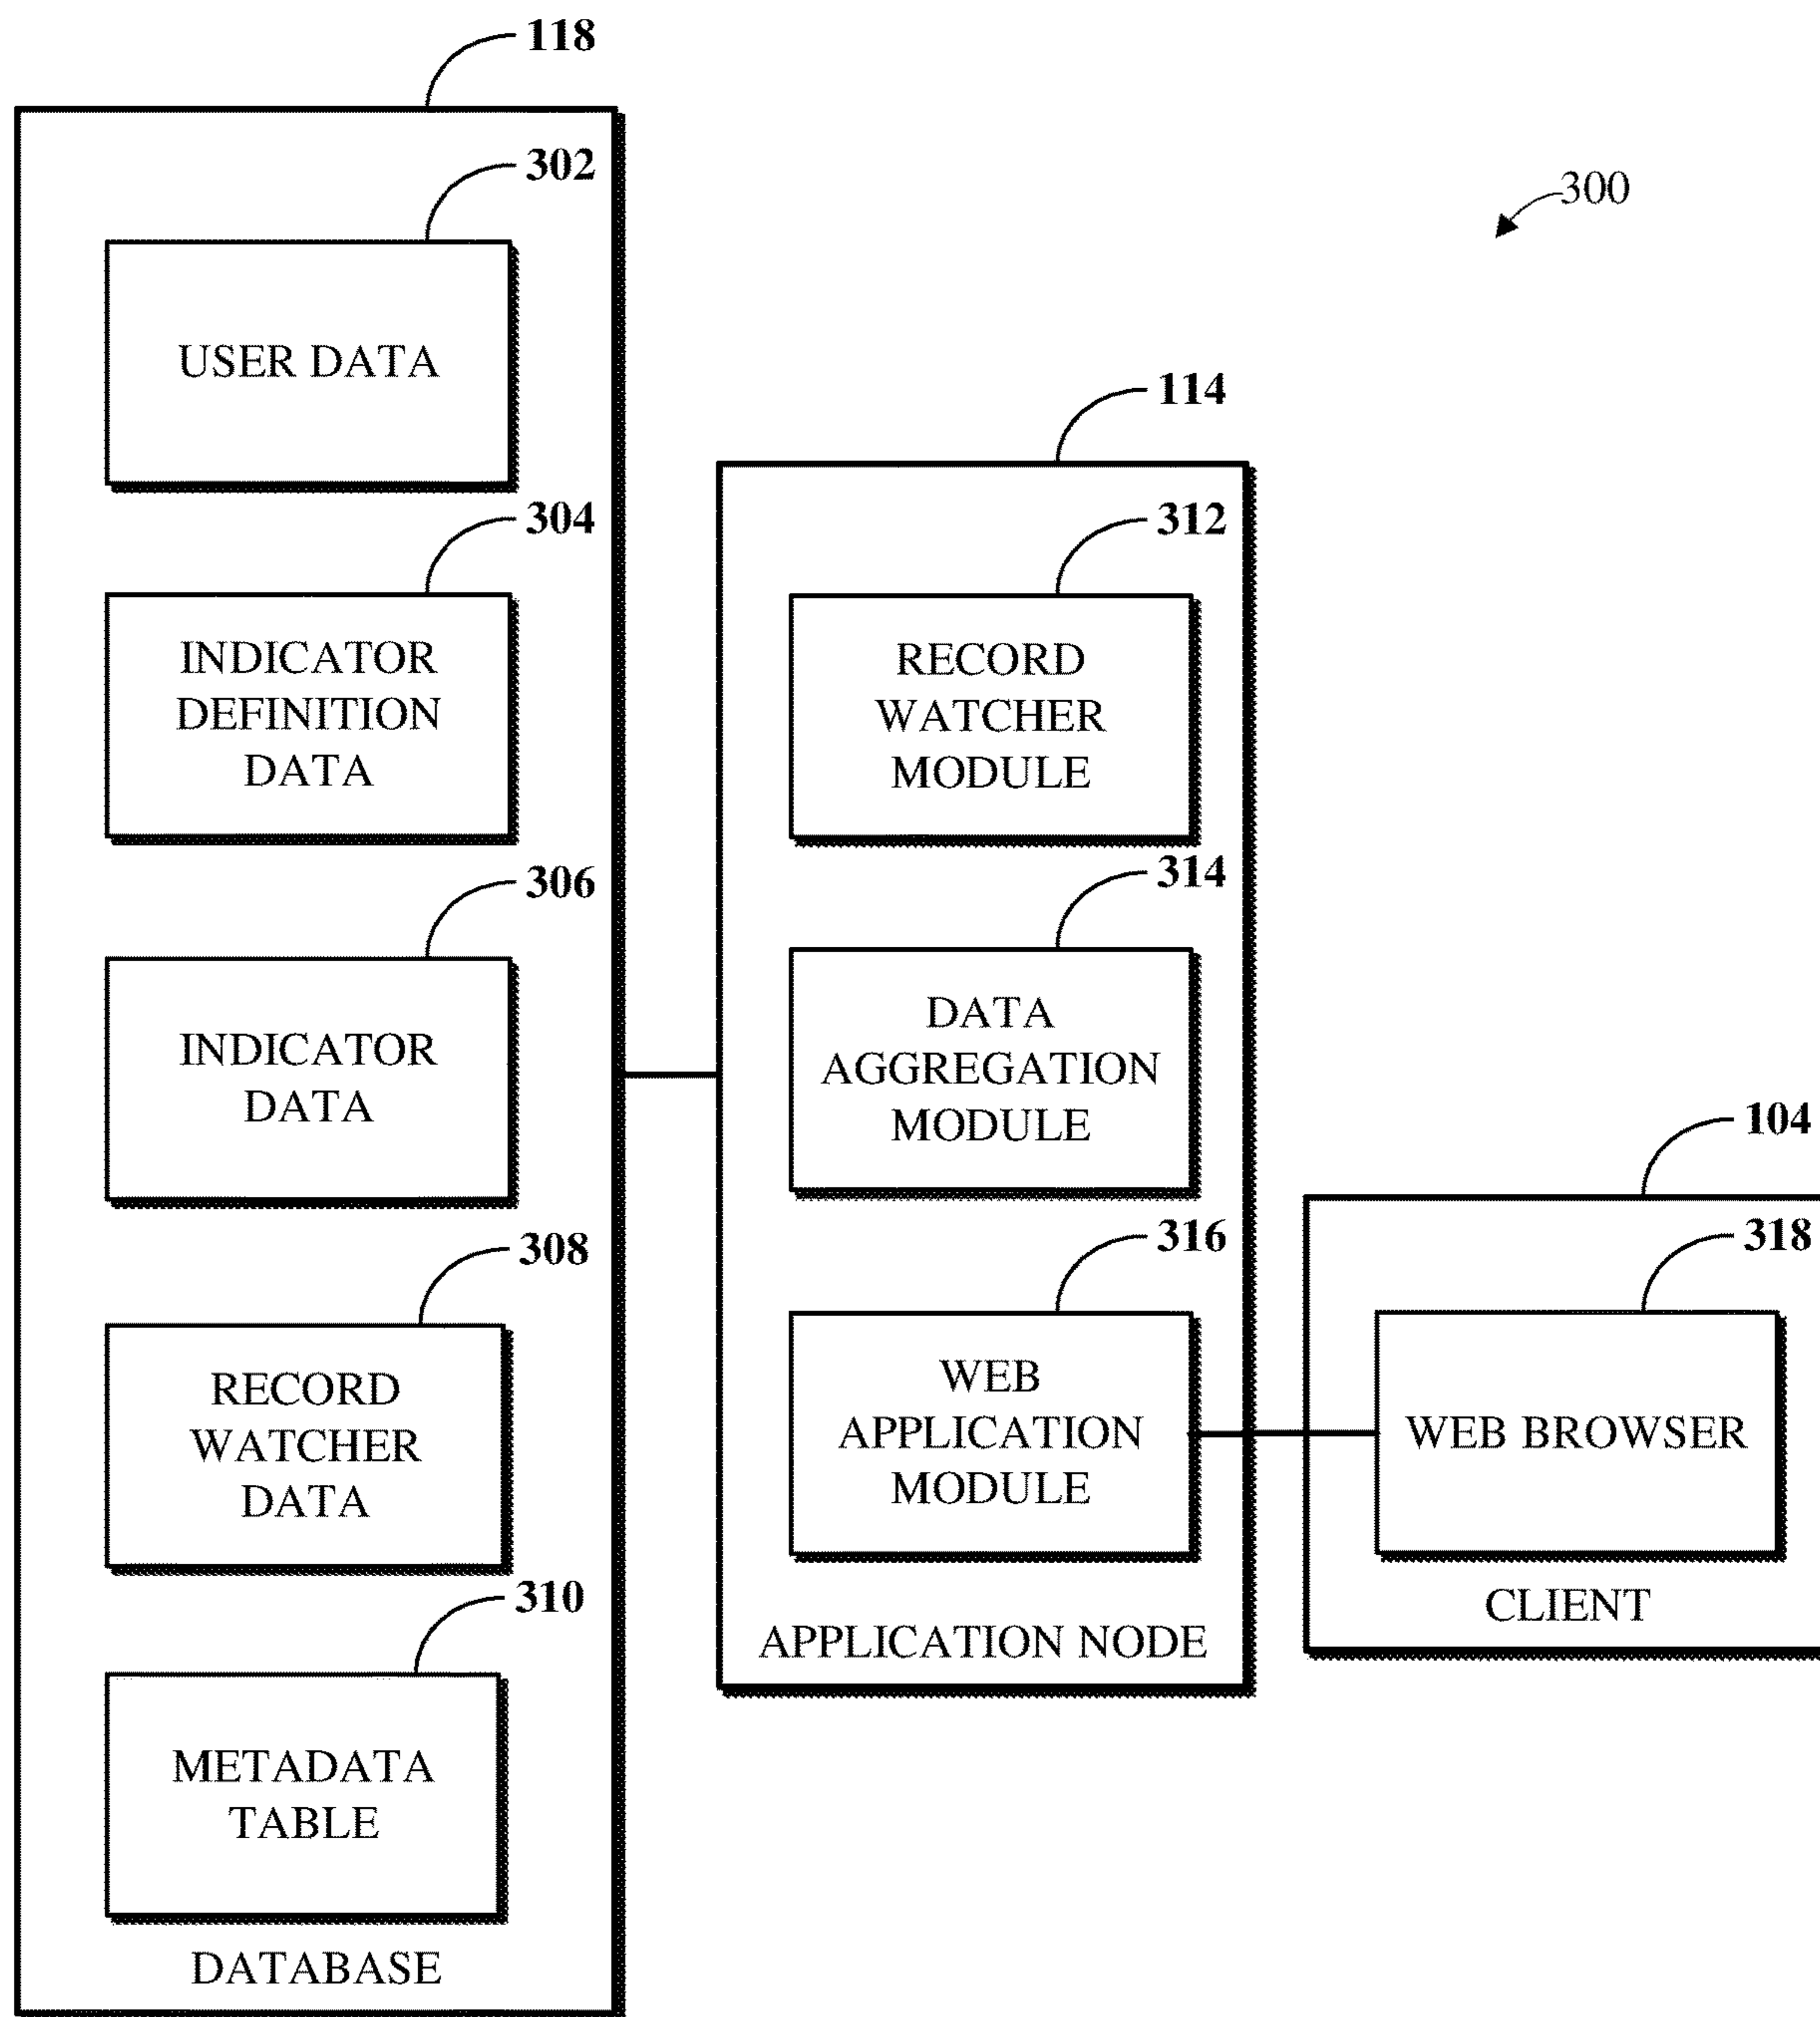 118
302
USER DATA
304
INDICATOR
DEFINITION
DATA
306
INDICATOR
DATA
308
RECORD
WATCHER
DATA
310
METADATA
TABLE
DATABASE
300
114
312
RECORD
WATCHER
MODULE
314
DATA
AGGREGATION
MODULE
316
WEB
APPLICATION
MODULE
APPLICATION NODE
104
318
WEB BROWSER
CLIENT